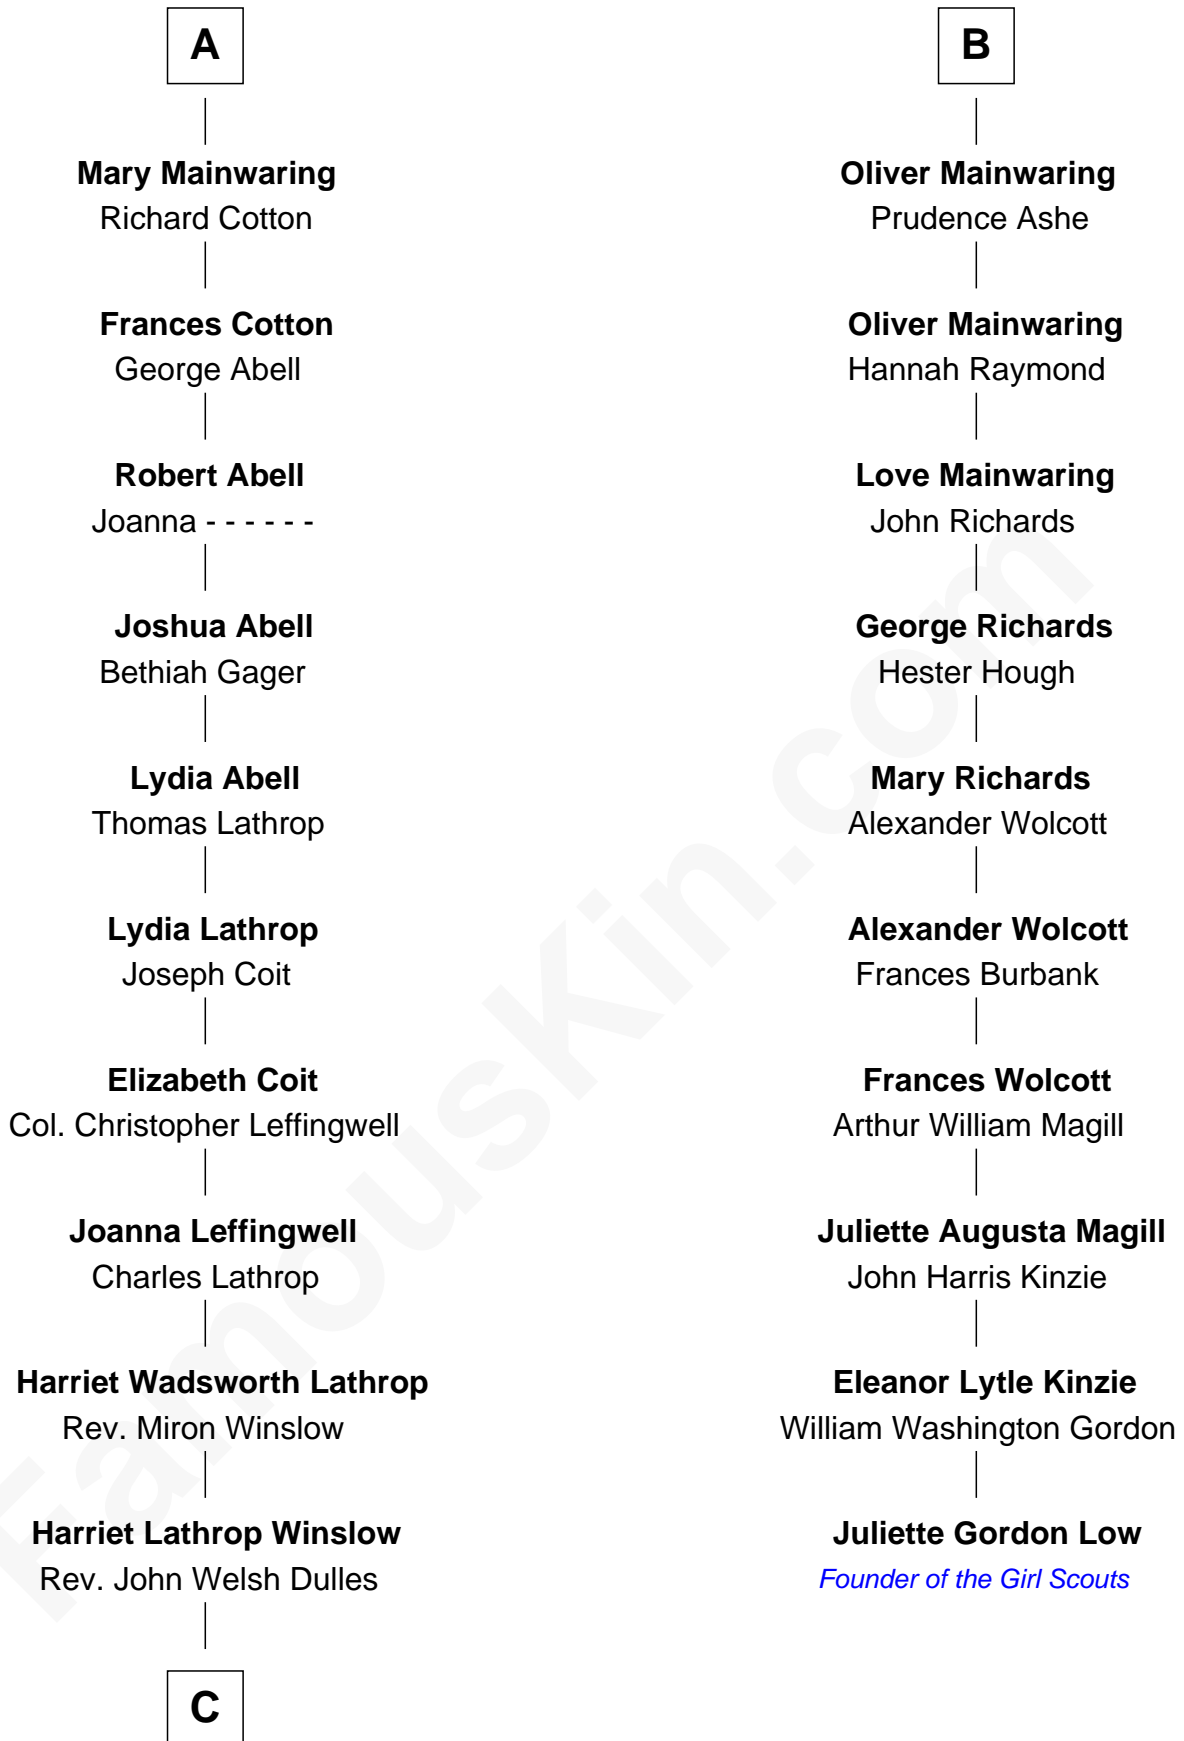 A
Mary Mainwaring
Richard Cotton
Frances Cotton
George Abell
Robert Abell
Joanna - - - - - -
Joshua Abell
Bethiah Gager
Lydia Abell
Thomas Lathrop
Lydia Lathrop
Joseph Coit
Elizabeth Coit
Col. Christopher Leffingwell
Joanna Leffingwell
Charles Lathrop
Harriet Wadsworth Lathrop
Rev. Miron Winslow
Harriet Lathrop Winslow
Rev. John Welsh Dulles
C
B
Oliver Mainwaring
Prudence Ashe
Oliver Mainwaring
Hannah Raymond
Love Mainwaring
John Richards
George Richards
Hester Hough
Mary Richards
Alexander Wolcott
Alexander Wolcott
Frances Burbank
Frances Wolcott
Arthur William Magill
Juliette Augusta Magill
John Harris Kinzie
Eleanor Lytle Kinzie
William Washington Gordon
Juliette Gordon Low
Founder of the Girl Scouts
FamousKin.com